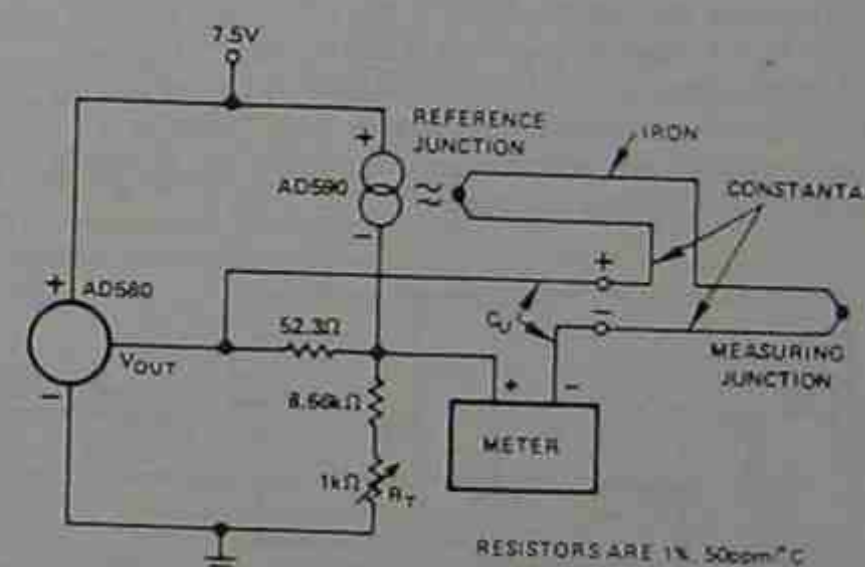 7.5V
REFERENCE
JUNCTION
IRON
+
AD590
CONSTANTA
−
+
+
AD580
52.3Ω
CU
−
VOUT
MEASURING
JUNCTION
−
8.66kΩ
+
−
METER
1kΩ
RT
RESISTORS ARE 1%, 50ppm/°C